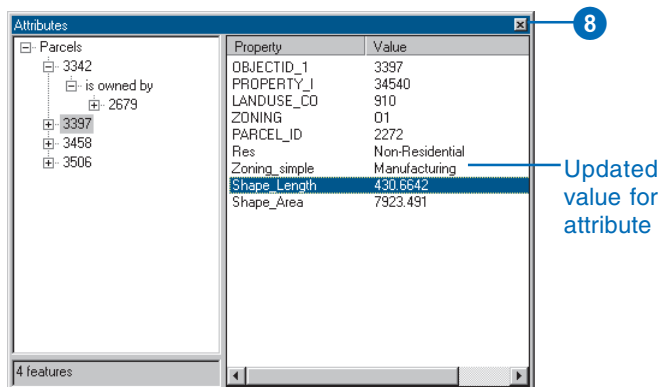 Attributes
8
Parcels
3342
is owned by
2679
3397
3458
3506
Property Value
OBJECTID_1 3397
PROPERTY_I 34540
LANDUSE_CO 910
ZONING 01
PARCEL_ID 2272
Res Non-Residential
Zoning_simple Manufacturing
Shape_Length 430.6642
Shape_Area 7923.491
Updated
value for
attribute
4 features